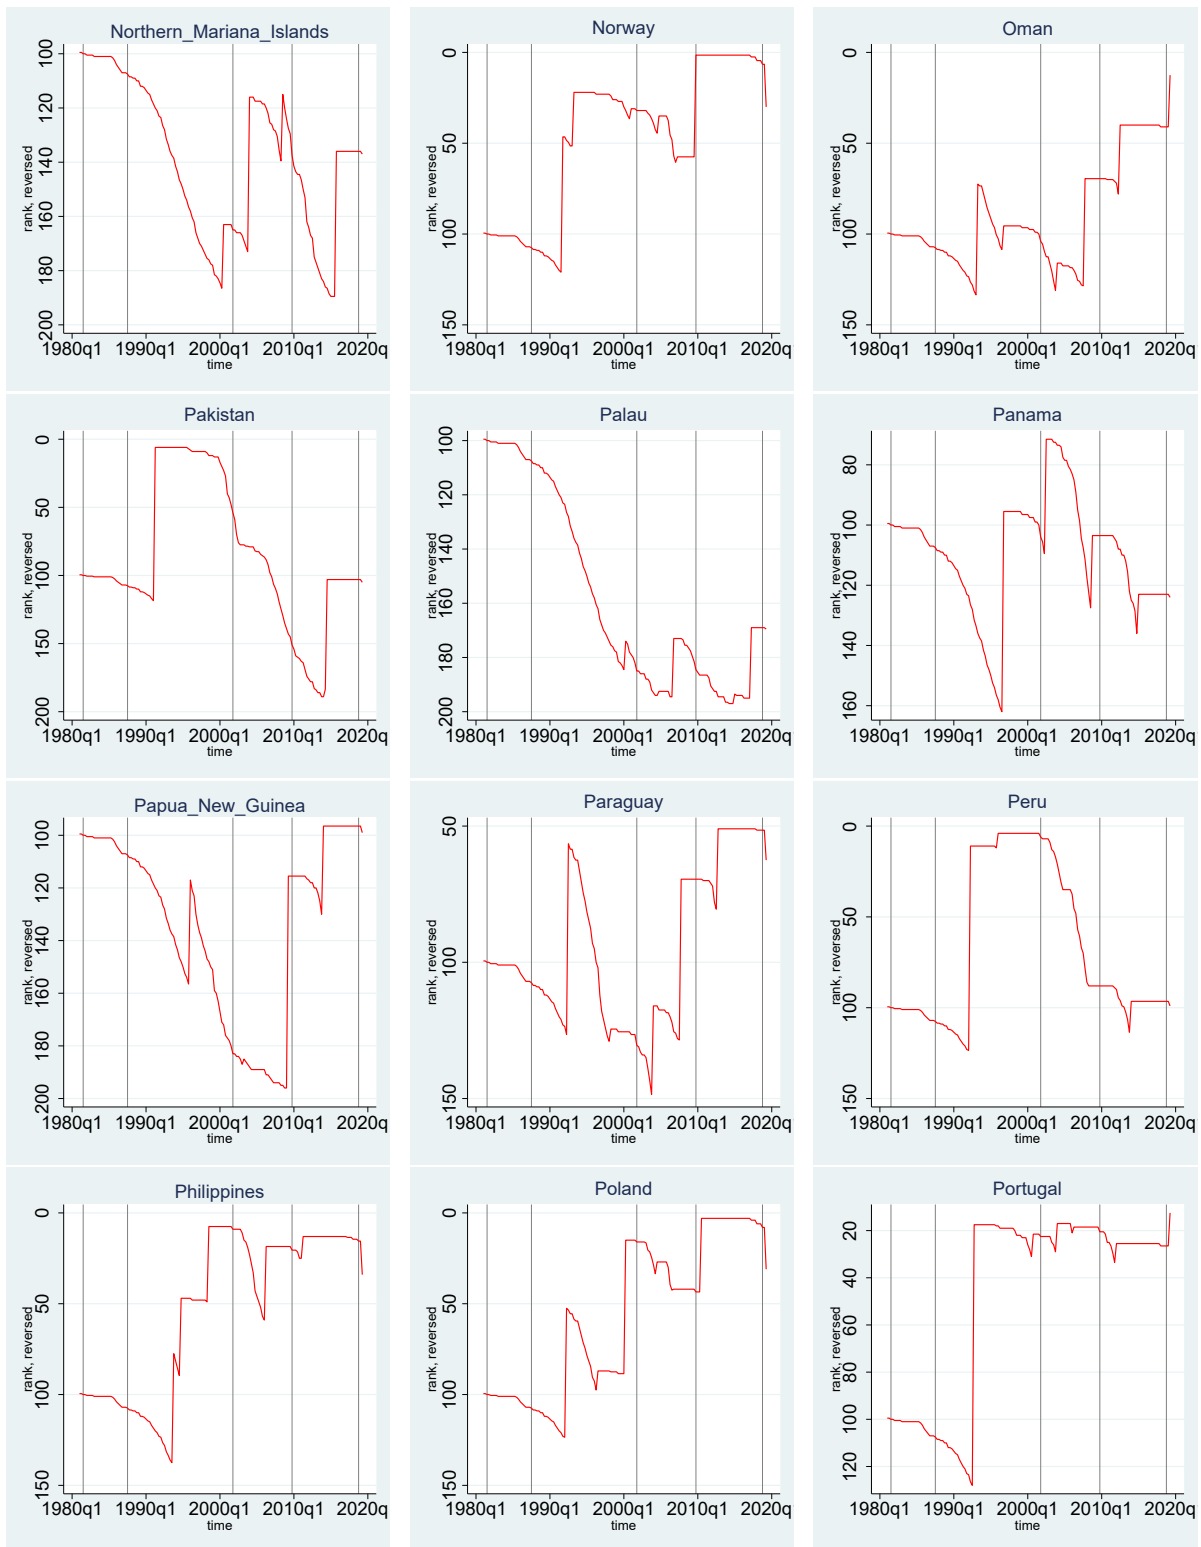 Northern_Mariana_Islands
rank, reversed
100
120
140
160
180
200
1980q1 1990q1 2000q1 2010q1 2020q
time
Norway
rank, reversed
0
50
100
150
1980q1 1990q1 2000q1 2010q1 2020q
time
Oman
rank, reversed
0
50
100
150
1980q1 1990q1 2000q1 2010q1 2020q
time
Pakistan
rank, reversed
0
50
100
150
200
1980q1 1990q1 2000q1 2010q1 2020q
time
Palau
rank, reversed
100
120
140
160
180
200
1980q1 1990q1 2000q1 2010q1 2020q
time
Panama
rank, reversed
80
100
120
140
160
1980q1 1990q1 2000q1 2010q1 2020q
time
Papua_New_Guinea
rank, reversed
100
120
140
160
180
200
1980q1 1990q1 2000q1 2010q1 2020q
time
Paraguay
rank, reversed
50
100
150
1980q1 1990q1 2000q1 2010q1 2020q
time
Peru
rank, reversed
0
50
100
150
1980q1 1990q1 2000q1 2010q1 2020q
time
Philippines
rank, reversed
0
50
100
150
1980q1 1990q1 2000q1 2010q1 2020q
time
Poland
rank, reversed
0
50
100
150
1980q1 1990q1 2000q1 2010q1 2020q
time
Portugal
rank, reversed
20
40
60
80
100
120
1980q1 1990q1 2000q1 2010q1 2020q
time